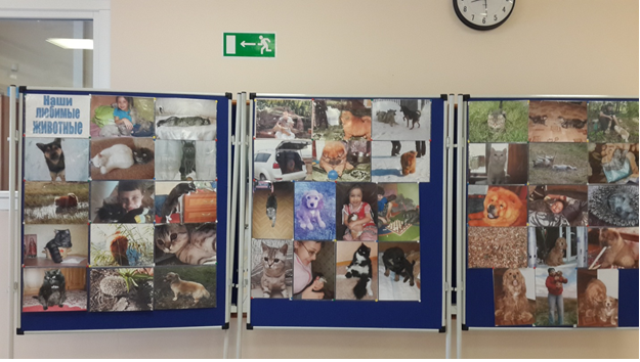 Наши
любимые
животные